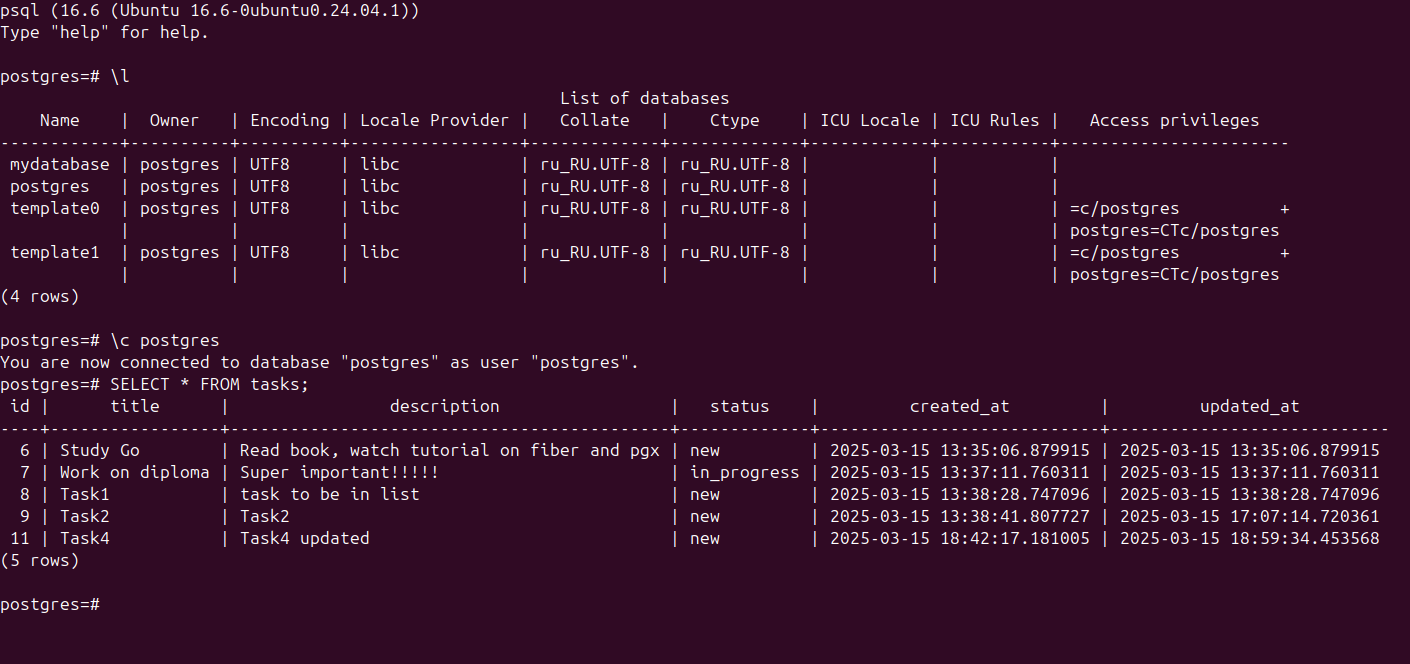 psql (16.6 (Ubuntu 16.6-0ubuntu0.24.04.1))
Type "help" for help.
postgres=# \l
                                                        List of databases
    Name    |  Owner   | Encoding | Locale Provider |   Collate   |    Ctype    | ICU Locale | ICU Rules |   Access privileges
------------+----------+----------+-----------------+-------------+-------------+------------+-----------+-----------------------
 mydatabase | postgres | UTF8     | libc            | ru_RU.UTF-8 | ru_RU.UTF-8 |            |           |
 postgres   | postgres | UTF8     | libc            | ru_RU.UTF-8 | ru_RU.UTF-8 |            |           |
 template0  | postgres | UTF8     | libc            | ru_RU.UTF-8 | ru_RU.UTF-8 |            |           | =c/postgres          +
            |          |          |                 |             |             |            |           | postgres=CTc/postgres
 template1  | postgres | UTF8     | libc            | ru_RU.UTF-8 | ru_RU.UTF-8 |            |           | =c/postgres          +
            |          |          |                 |             |             |            |           | postgres=CTc/postgres
(4 rows)
postgres=# \c postgres
You are now connected to database "postgres" as user "postgres".
postgres=# SELECT * FROM tasks;
 id |      title      |                description                 |   status    |         created_at         |         updated_at
----+-----------------+--------------------------------------------+-------------+----------------------------+----------------------------
  6 | Study Go        | Read book, watch tutorial on fiber and pgx | new         | 2025-03-15 13:35:06.879915 | 2025-03-15 13:35:06.879915
  7 | Work on diploma | Super important!!!!!                       | in_progress | 2025-03-15 13:37:11.760311 | 2025-03-15 13:37:11.760311
  8 | Task1           | task to be in list                         | new         | 2025-03-15 13:38:28.747096 | 2025-03-15 13:38:28.747096
  9 | Task2           | Task2                                      | new         | 2025-03-15 13:38:41.807727 | 2025-03-15 17:07:14.720361
 11 | Task4           | Task4 updated                              | new         | 2025-03-15 18:42:17.181005 | 2025-03-15 18:59:34.453568
(5 rows)
postgres=#